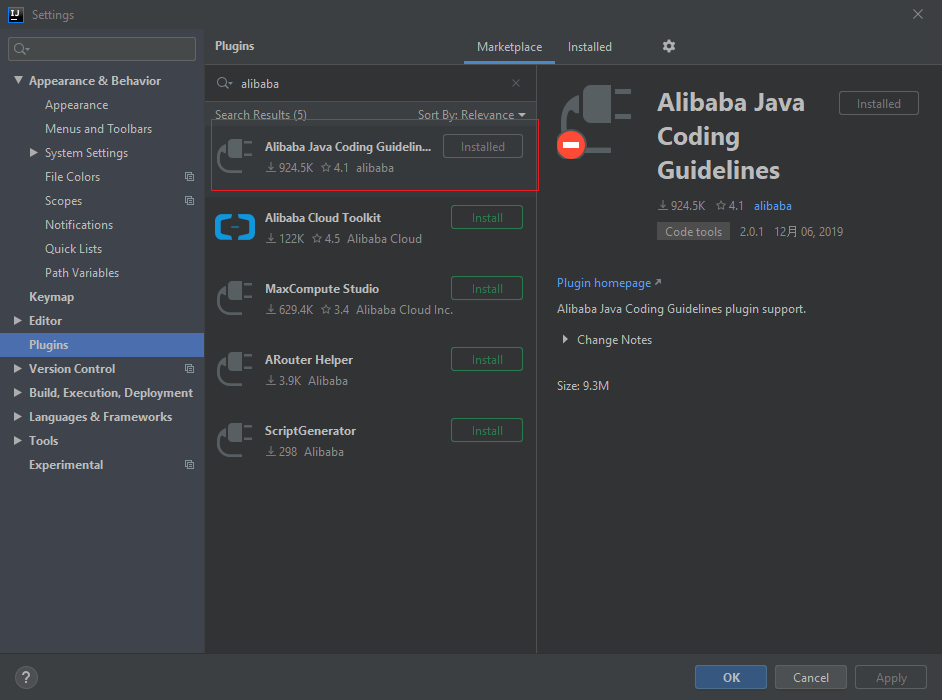 Settings
Appearance & Behavior
Appearance
Menus and Toolbars
System Settings
File Colors
Scopes
Notifications
Quick Lists
Path Variables
Keymap
Editor
Plugins
Version Control
Build, Execution, Deployment
Languages & Frameworks
Tools
Experimental
Plugins
Marketplace
Installed
alibaba
Search Results (5)
Sort By: Relevance
Alibaba Java Coding Guidelin...
Installed
924.5K 4.1 alibaba
Alibaba Cloud Toolkit
Install
122K 4.5 Alibaba Cloud
MaxCompute Studio
Install
629.4K 3.4 Alibaba Cloud Inc.
ARouter Helper
Install
3.9K Alibaba
ScriptGenerator
Install
298 Alibaba
Alibaba Java
Coding
Guidelines
Installed
924.5K 4.1 alibaba
Code tools 2.0.1 12月 06, 2019
Plugin homepage
Alibaba Java Coding Guidelines plugin support.
Change Notes
Size: 9.3M
?
OK
Cancel
Apply